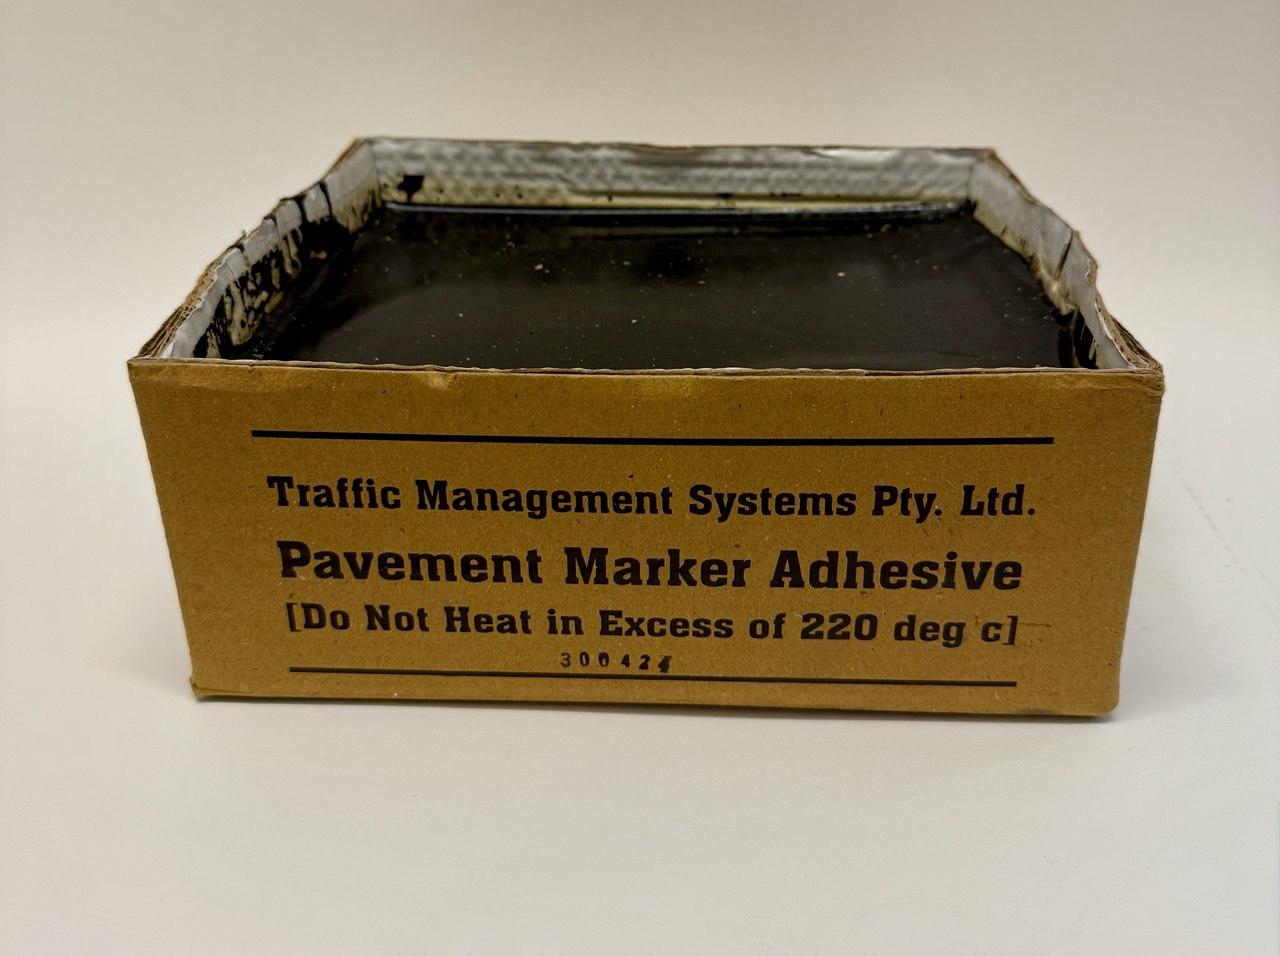 Traffic Management Systems Pty. Ltd.
Pavement Marker Adhesive
[Do Not Heat in Excess of 220 deg c]
300424